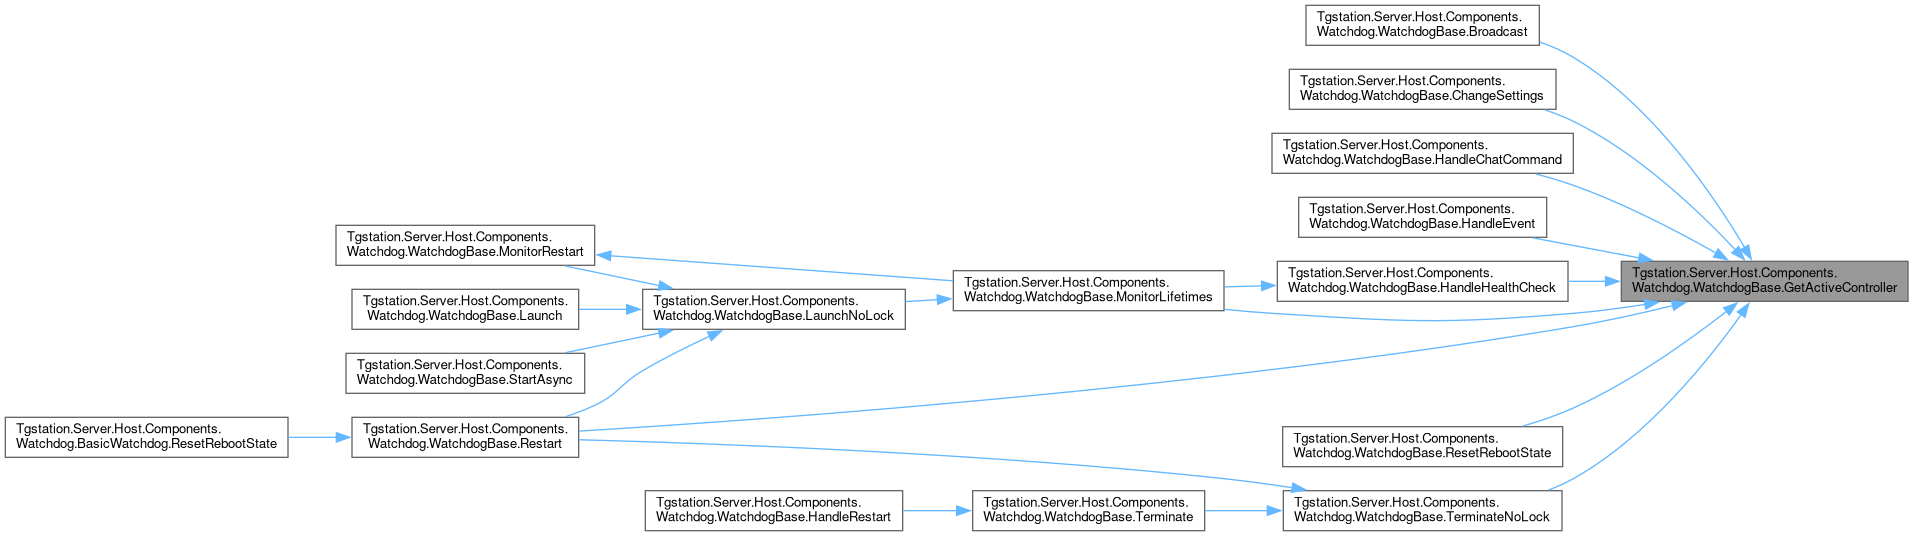 Tgstation.Server.Host.Components.
Watchdog.WatchdogBase.Broadcast
Tgstation.Server.Host.Components.
Watchdog.WatchdogBase.ChangeSettings
Tgstation.Server.Host.Components.
Watchdog.WatchdogBase.HandleChatCommand
Tgstation.Server.Host.Components.
Watchdog.WatchdogBase.HandleEvent
Tgstation.Server.Host.Components.
Watchdog.WatchdogBase.MonitorRestart
Tgstation.Server.Host.Components.
Watchdog.WatchdogBase.MonitorLifetimes
Tgstation.Server.Host.Components.
Watchdog.WatchdogBase.HandleHealthCheck
Tgstation.Server.Host.Components.
Watchdog.WatchdogBase.GetActiveController
Tgstation.Server.Host.Components.
Watchdog.WatchdogBase.Launch
Tgstation.Server.Host.Components.
Watchdog.WatchdogBase.LaunchNoLock
Tgstation.Server.Host.Components.
Watchdog.WatchdogBase.StartAsync
Tgstation.Server.Host.Components.
Watchdog.BasicWatchdog.ResetRebootState
Tgstation.Server.Host.Components.
Watchdog.WatchdogBase.Restart
Tgstation.Server.Host.Components.
Watchdog.WatchdogBase.ResetRebootState
Tgstation.Server.Host.Components.
Watchdog.WatchdogBase.HandleRestart
Tgstation.Server.Host.Components.
Watchdog.WatchdogBase.Terminate
Tgstation.Server.Host.Components.
Watchdog.WatchdogBase.TerminateNoLock